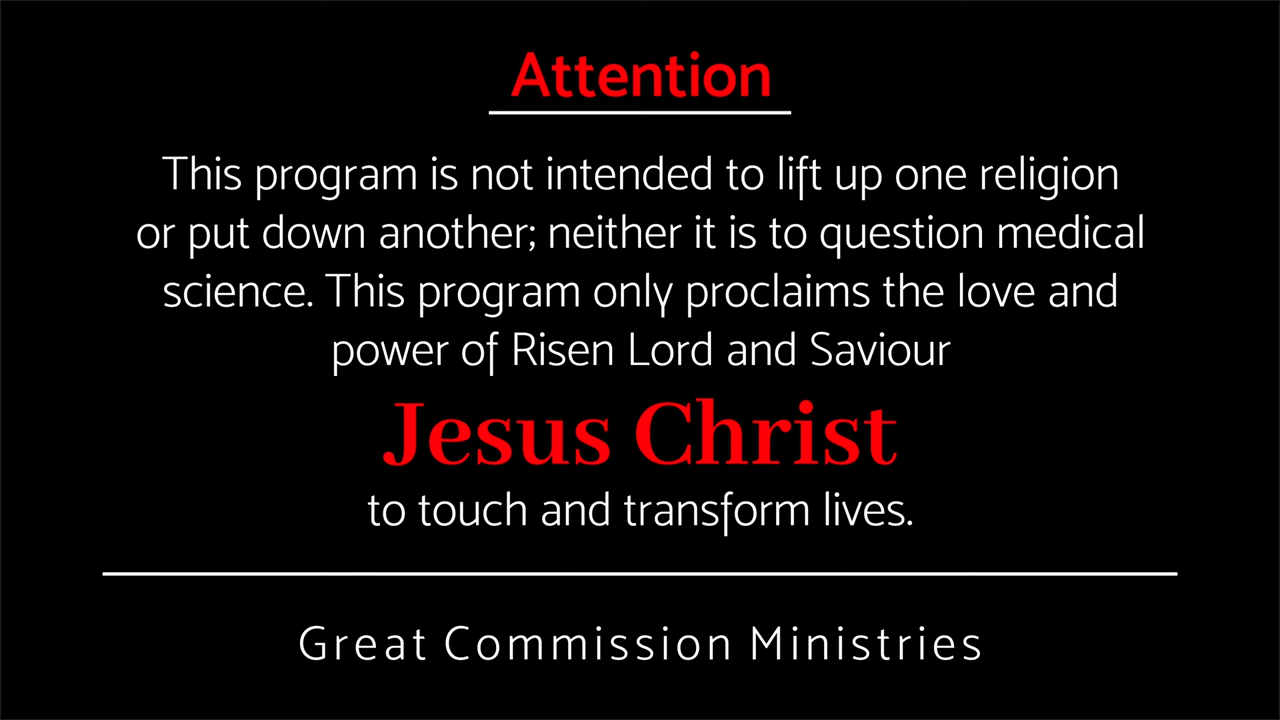 Attention
This program is not intended to lift up one religion
or put down another; neither it is to question medical
science. This program only proclaims the love and
power of Risen Lord and Saviour
Jesus Christ
to touch and transform lives.
Great Commission Ministries